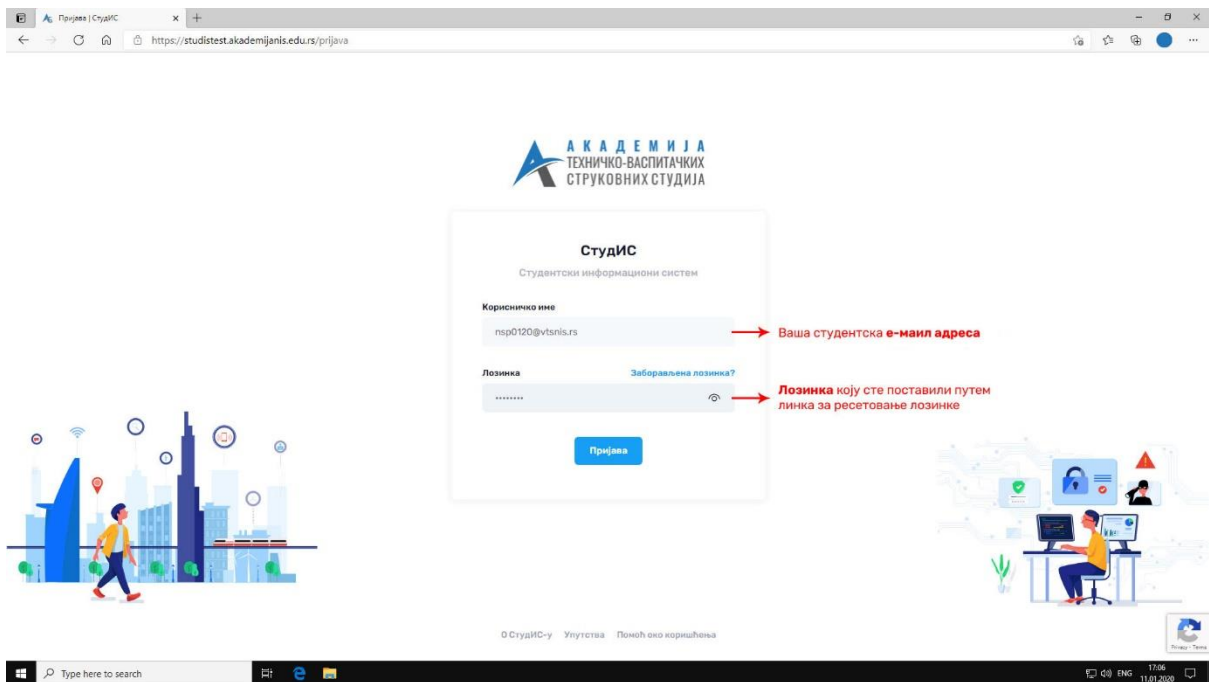 Пријава | СтудИС
https://studistest.akademijanis.edu.rs/prijava
АКАДЕМИЈА
ТЕХНИЧКО-ВАСПИТАЧКИХ
СТРУКОВНИХ СТУДИЈА
СтудИС
Студентски информациони систем
Корисничко име
nsp0120@vtsnis.rs
Ваша студентска е-маил адреса
Лозинка
Заборављена лозинка?
........
Лозинка коју сте поставили путем
линка за ресетовање лозинке
Пријава
О СтудИС-у Упутства Помоћ око коришћења
Privacy - Terms
Type here to search
ENG
17:06
11.01.2020